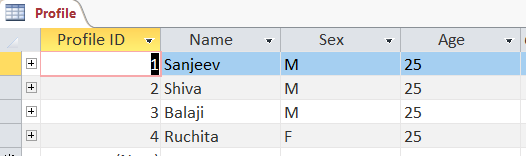 Profile
Profile ID Name Sex Age
1 Sanjeev M 25
2 Shiva M 25
3 Balaji M 25
4 Ruchita F 25